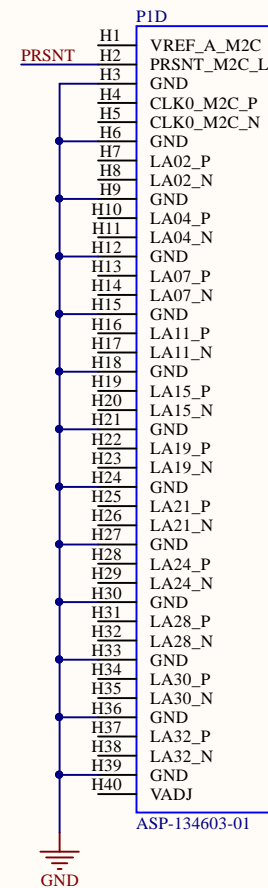 P1D
H1 VREF_A_M2C
PRSNT H2 PRSNT_M2C_L
H3 GND
H4 CLK0_M2C_P
H5 CLK0_M2C_N
H6 GND
H7 LA02_P
H8 LA02_N
H9 GND
H10 LA04_P
H11 LA04_N
H12 GND
H13 LA07_P
H14 LA07_N
H15 GND
H16 LA11_P
H17 LA11_N
H18 GND
H19 LA15_P
H20 LA15_N
H21 GND
H22 LA19_P
H23 LA19_N
H24 GND
H25 LA21_P
H26 LA21_N
H27 GND
H28 LA24_P
H29 LA24_N
H30 GND
H31 LA28_P
H32 LA28_N
H33 GND
H34 LA30_P
H35 LA30_N
H36 GND
H37 LA32_P
H38 LA32_N
H39 GND
H40 VADJ
ASP-134603-01
GND